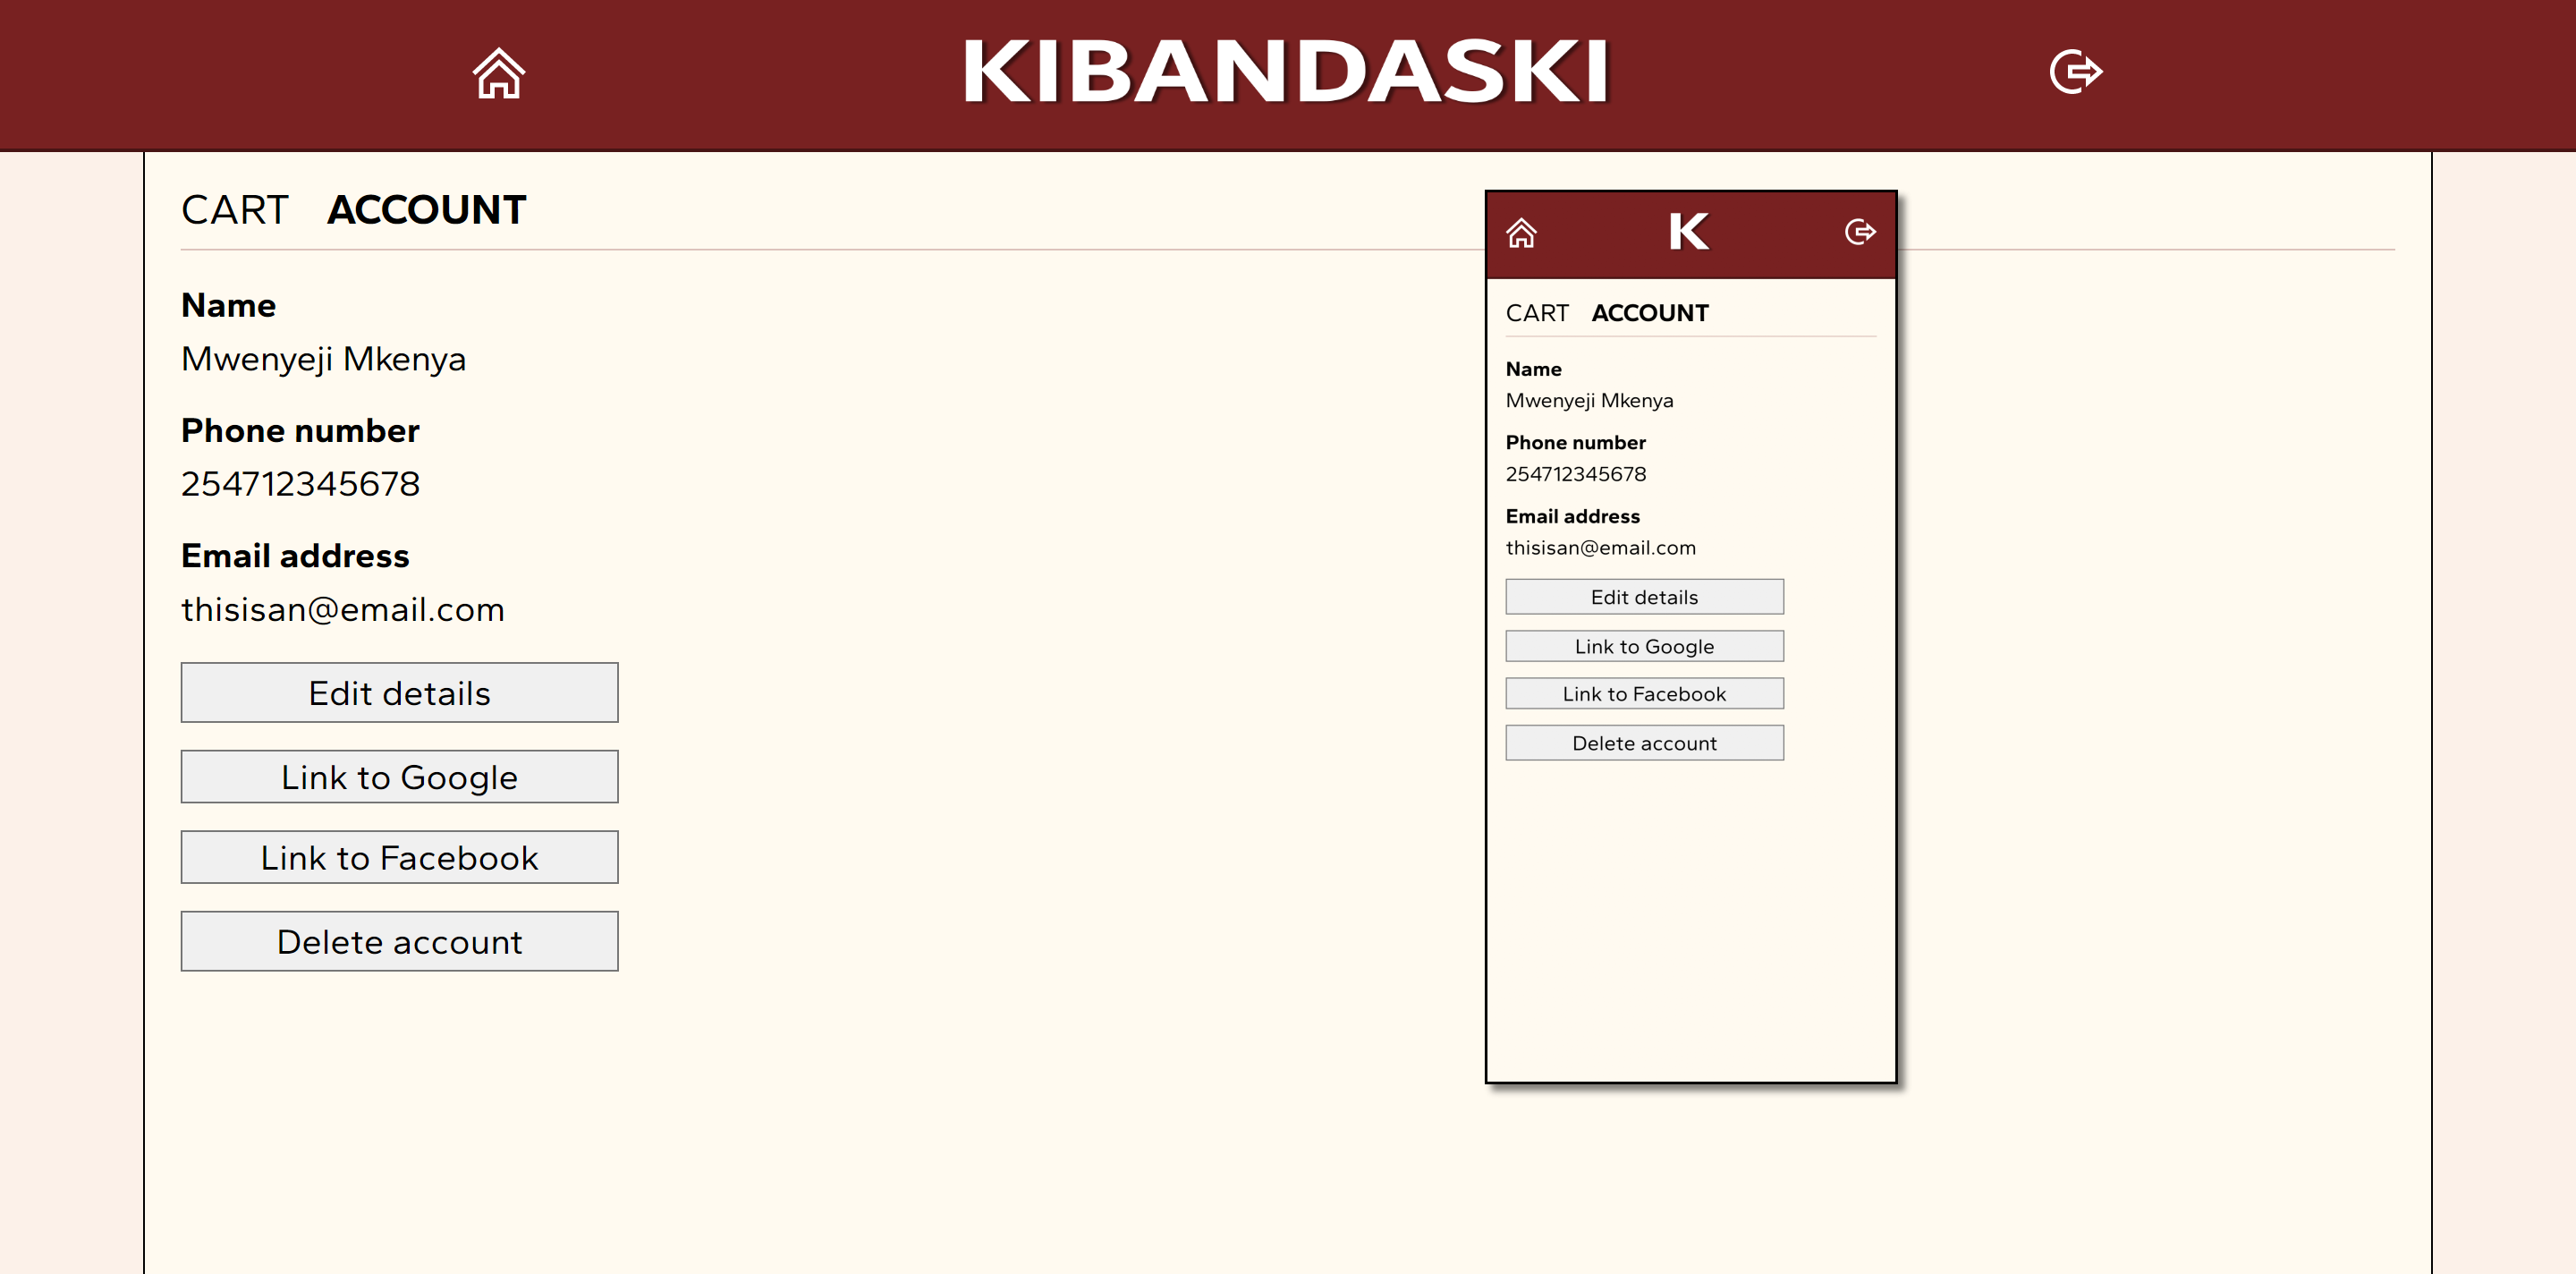 KIBANDASKI
CART ACCOUNT
Name
Mwenyeji Mkenya
Phone number
254712345678
Email address
thisisan@email.com
Edit details
Link to Google
Link to Facebook
Delete account
K
CART ACCOUNT
Name
Mwenyeji Mkenya
Phone number
254712345678
Email address
thisisan@email.com
Edit details
Link to Google
Link to Facebook
Delete account